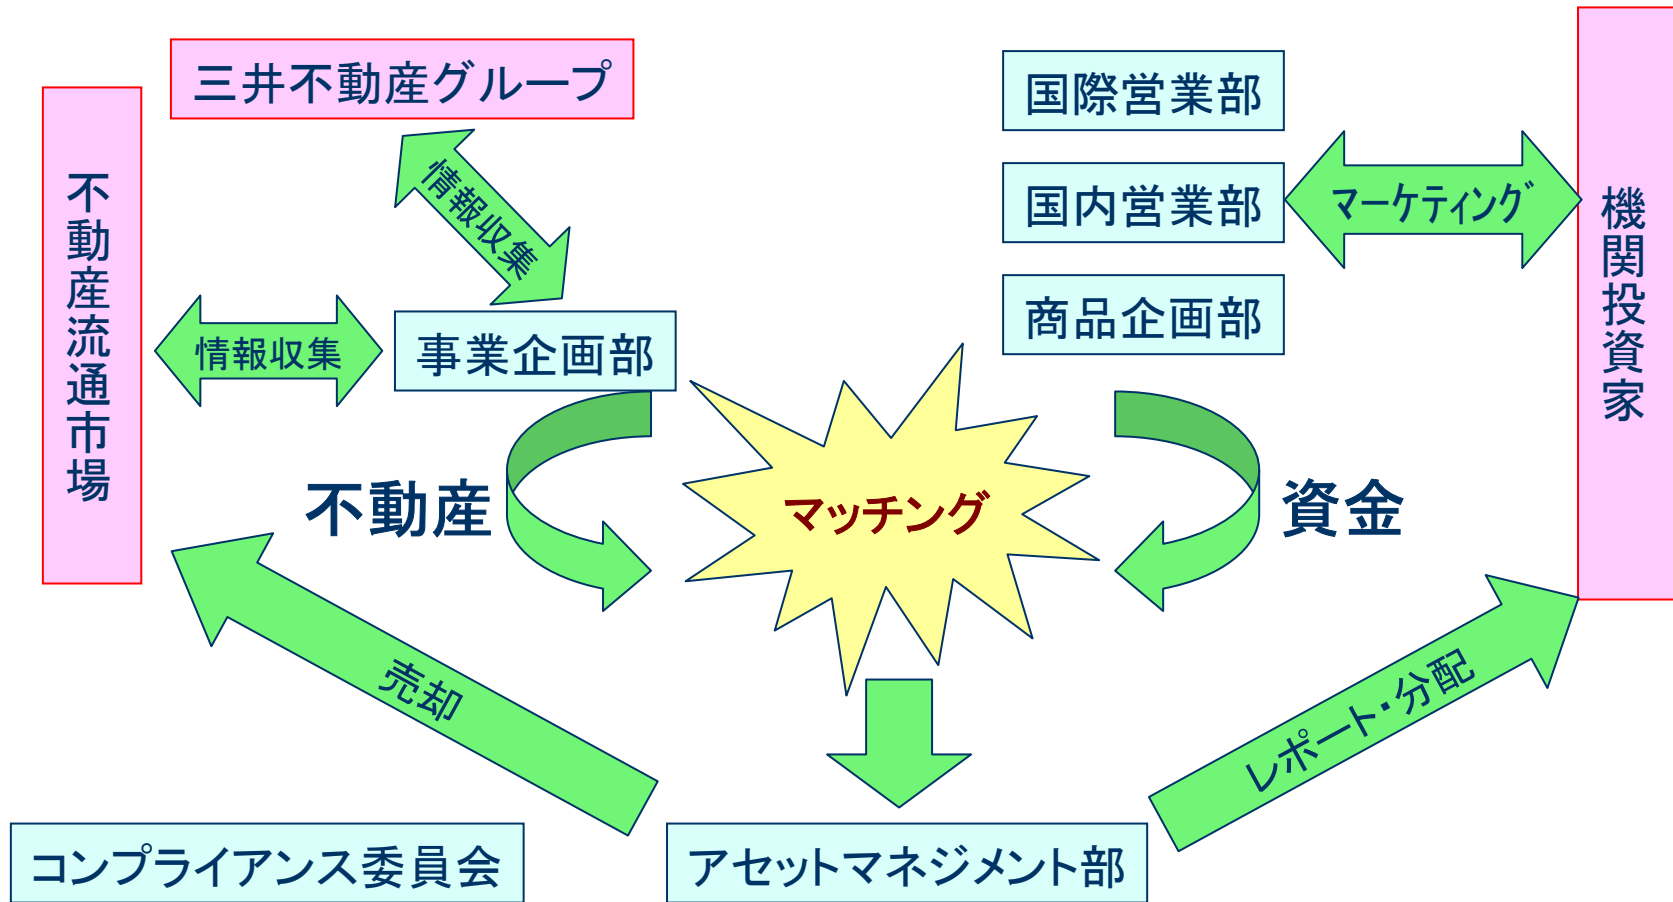 三井不動産グループ
不動産流通市場
情報収集
情報収集
事業企画部
国際営業部
国内営業部
商品企画部
マーケティング
機関投資家
不動産
マッチング
資金
売却
レポート・分配
コンプライアンス委員会
アセットマネジメント部